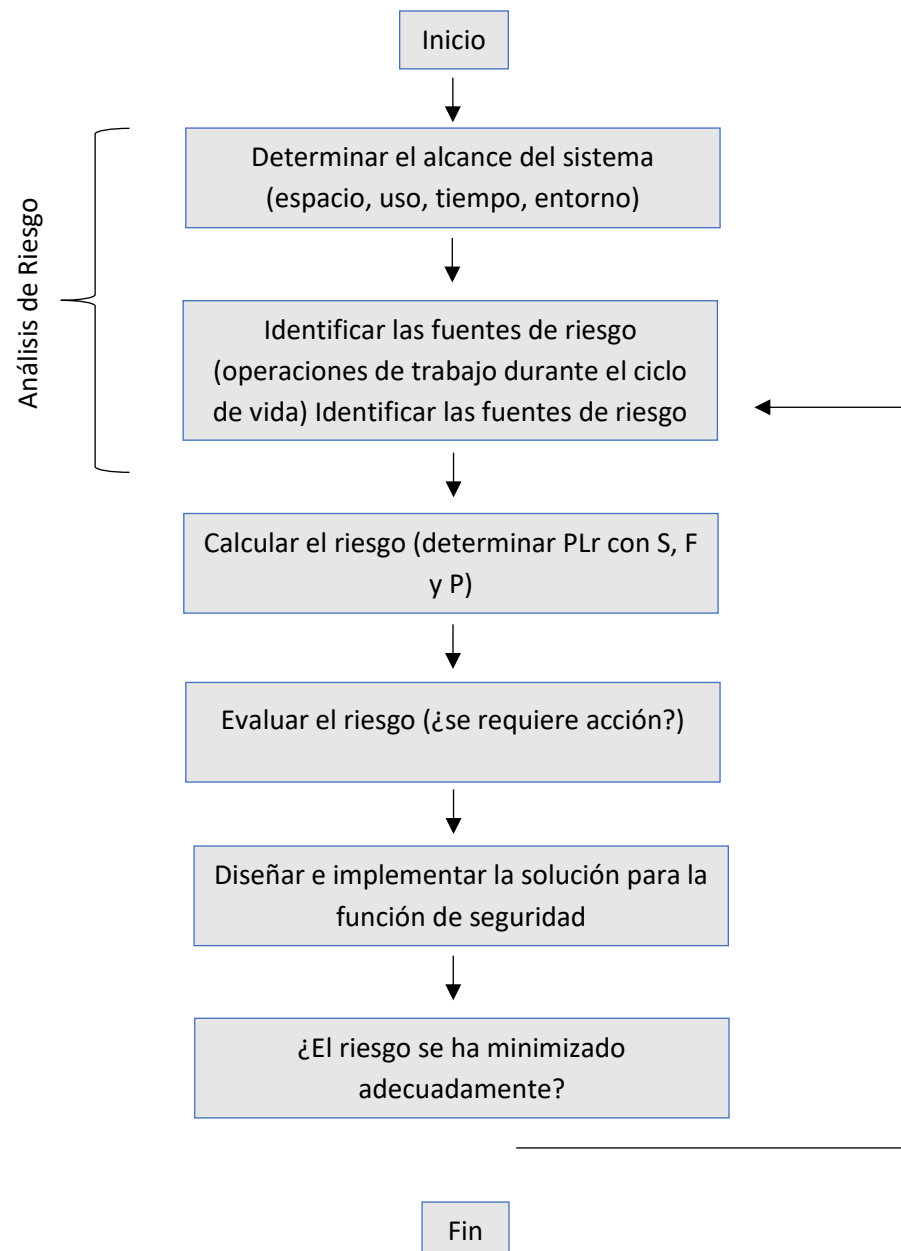 Inicio
Determinar el alcance del sistema
(espacio, uso, tiempo, entorno)
Análisis de Riesgo
Identificar las fuentes de riesgo
(operaciones de trabajo durante el ciclo
de vida) Identificar las fuentes de riesgo
Calcular el riesgo (determinar PLr con S, F
y P)
Evaluar el riesgo (¿se requiere acción?)
Diseñar e implementar la solución para la
función de seguridad
¿El riesgo se ha minimizado
adecuadamente?
Fin